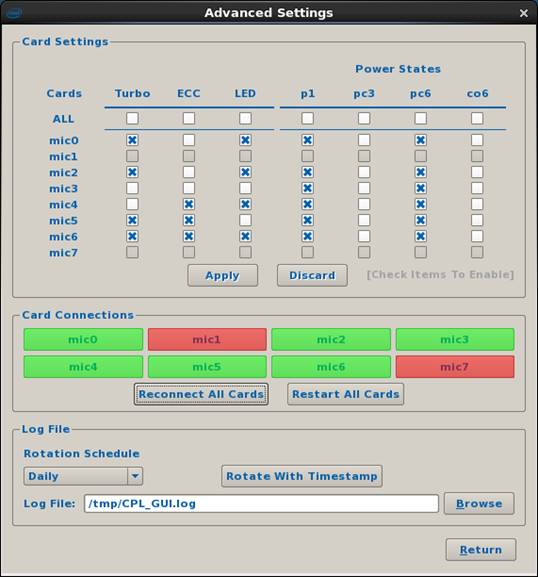 Advanced Settings
Card Settings
Power States
Cards Turbo ECC LED p1 pc3 pc6 co6
ALL
mic0
mic1
mic2
mic3
mic4
mic5
mic6
mic7
Apply Discard [Check Items To Enable]
Card Connections
mic0 mic1 mic2 mic3
mic4 mic5 mic6 mic7
Reconnect All Cards Restart All Cards
Log File
Rotation Schedule
Daily Rotate With Timestamp
Log File: /tmp/CPL_GUI.log Browse
Return